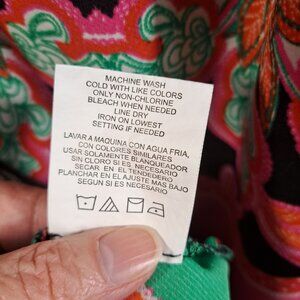 MACHINE WASH
COLD WITH LIKE COLORS
ONLY NON-CHLORINE
BLEACH WHEN NEEDED
LINE DRY
IRON ON LOWEST
SETTING IF NEEDED
LAVAR A MAQUINA CON AGUA FRIA,
CON COLORES SIMILARES
USAR SOLAMENTE BLANQUEADOR
SIN CLORO SI ES NECESARIO
SECAR EN EL TENDEDERO
PLANCHAR EN EL AJUSTE MAS BAJO
SEGUN SI ES NECESARIO